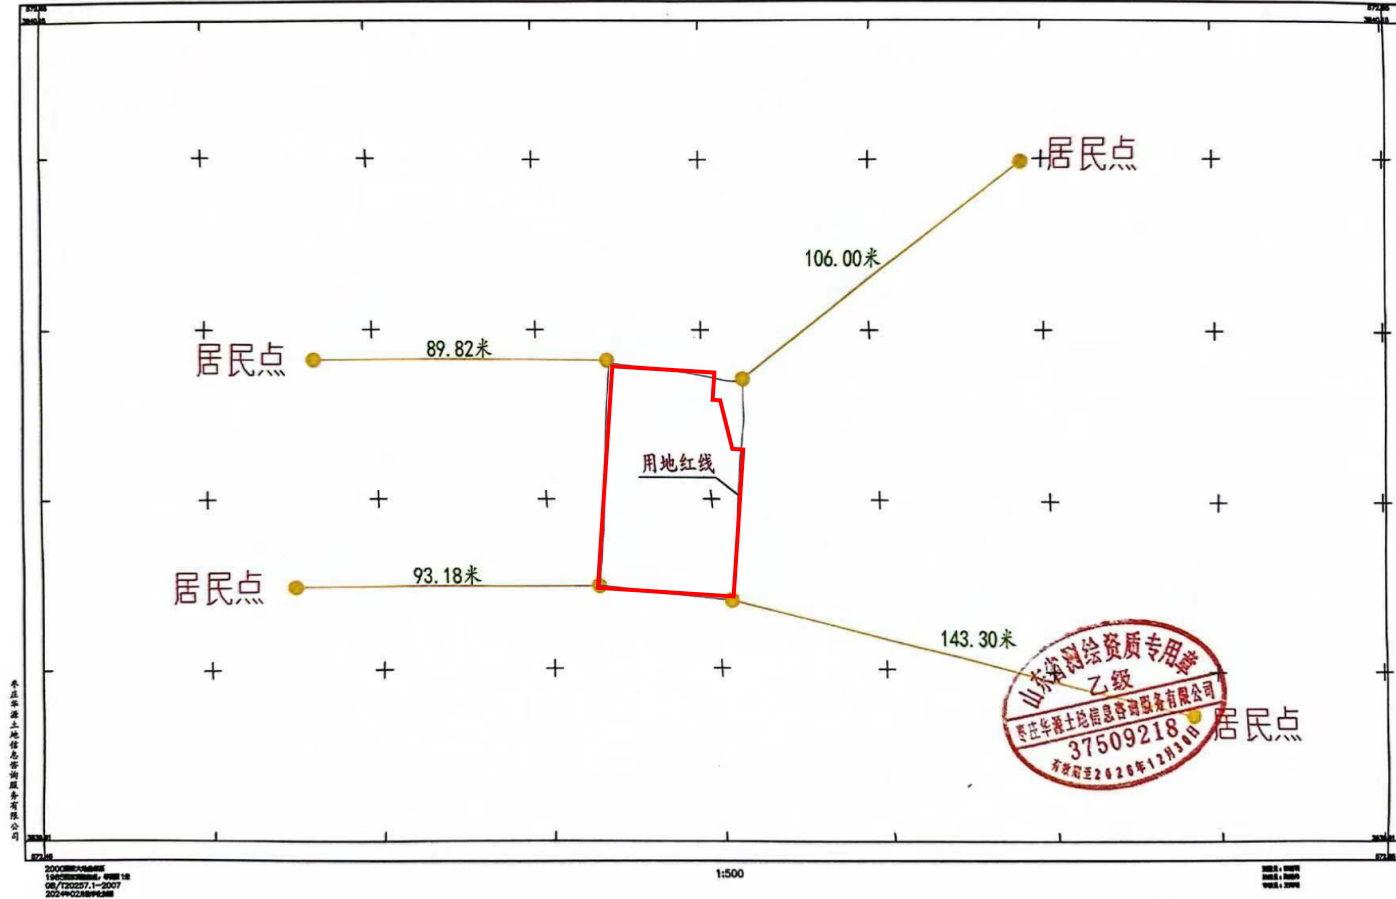 居民点
106.00米
89.82米
居民点
用地红线
93.18米
居民点
143.30米
山东省测绘资质专用章
乙级
枣庄华源土地信息咨询服务有限公司
37509218
居民点
有效期至2026年12月30日
枣庄华源土地信息咨询服务有限公司
GB/T20257.1-2007
1:500